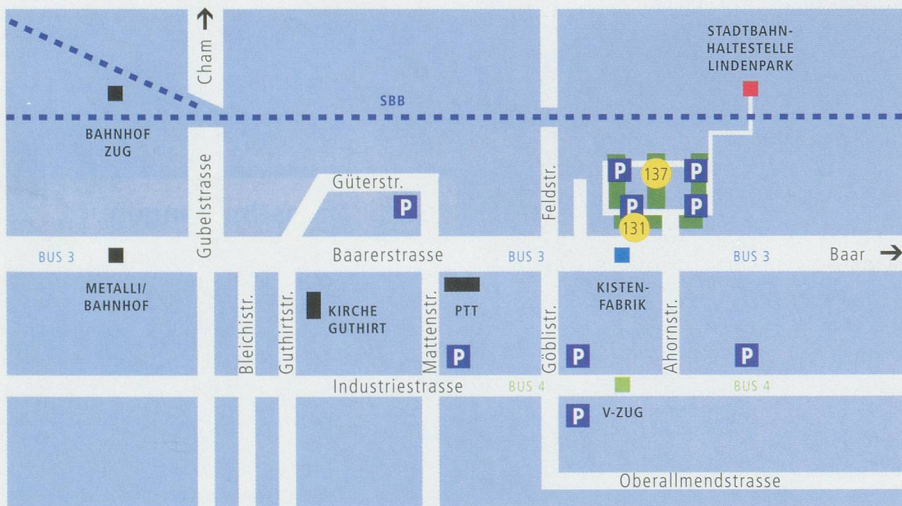 Cham
STADTBAHN-
HALTESTELLE
LINDENPARK
SBB
BAHNHOF
ZUG
Gubelstrasse
Güterstr.
P
Feldstr.
P
137
P
P
P
131
BUS 3
Baarerstrasse
BUS 3
BUS 3
Baar
METALLI/
BAHNHOF
Bleichistr.
Guthirtstr.
KIRCHE
GUTHIRT
Mattenstr.
PTT
P
Göblistr.
KISTEN-
FABRIK
P
Ahornstr.
P
Industriestrasse
BUS 4
BUS 4
P
V-ZUG
Oberallmendstrasse